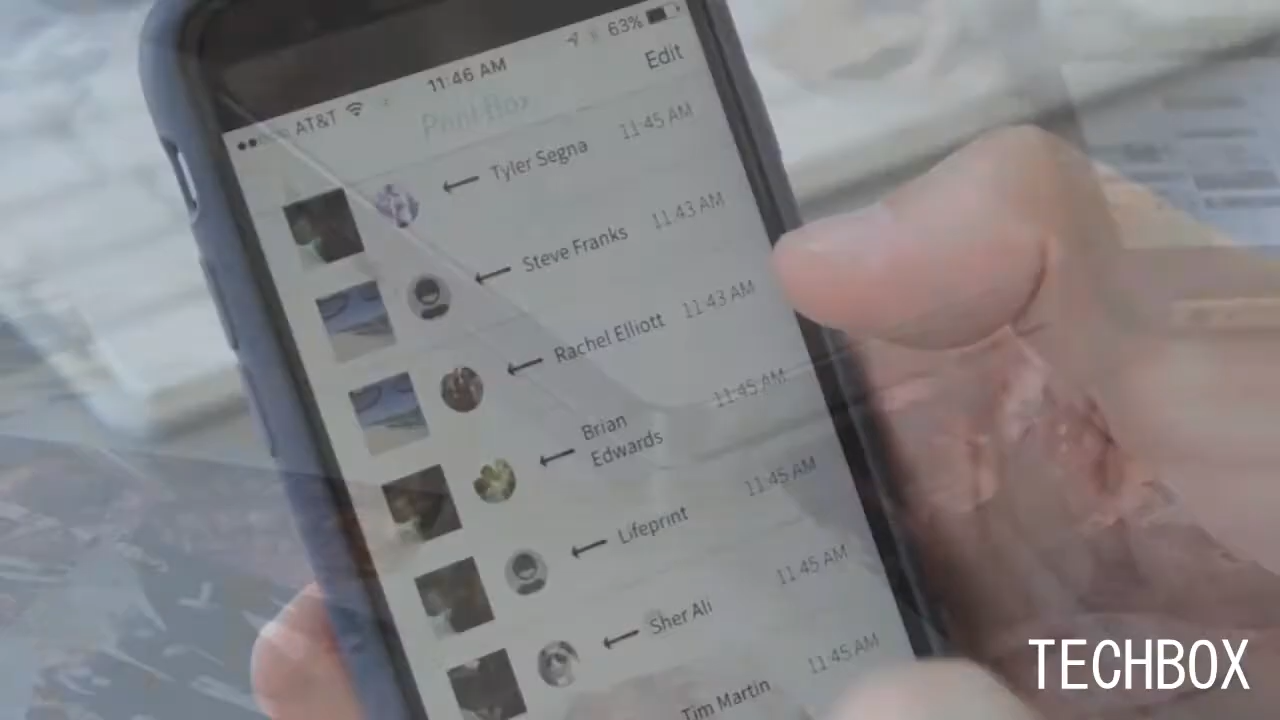 AT&T 11:46 AM 63%
Print Box Edit
Tyler Segna 11:45 AM
Steve Franks 11:43 AM
Rachel Elliott 11:43 AM
Brian
Edwards 11:45 AM
Lifeprint 11:45 AM
Sher Ali 11:45 AM
Tim Martin 11:45 AM
TECHBOX